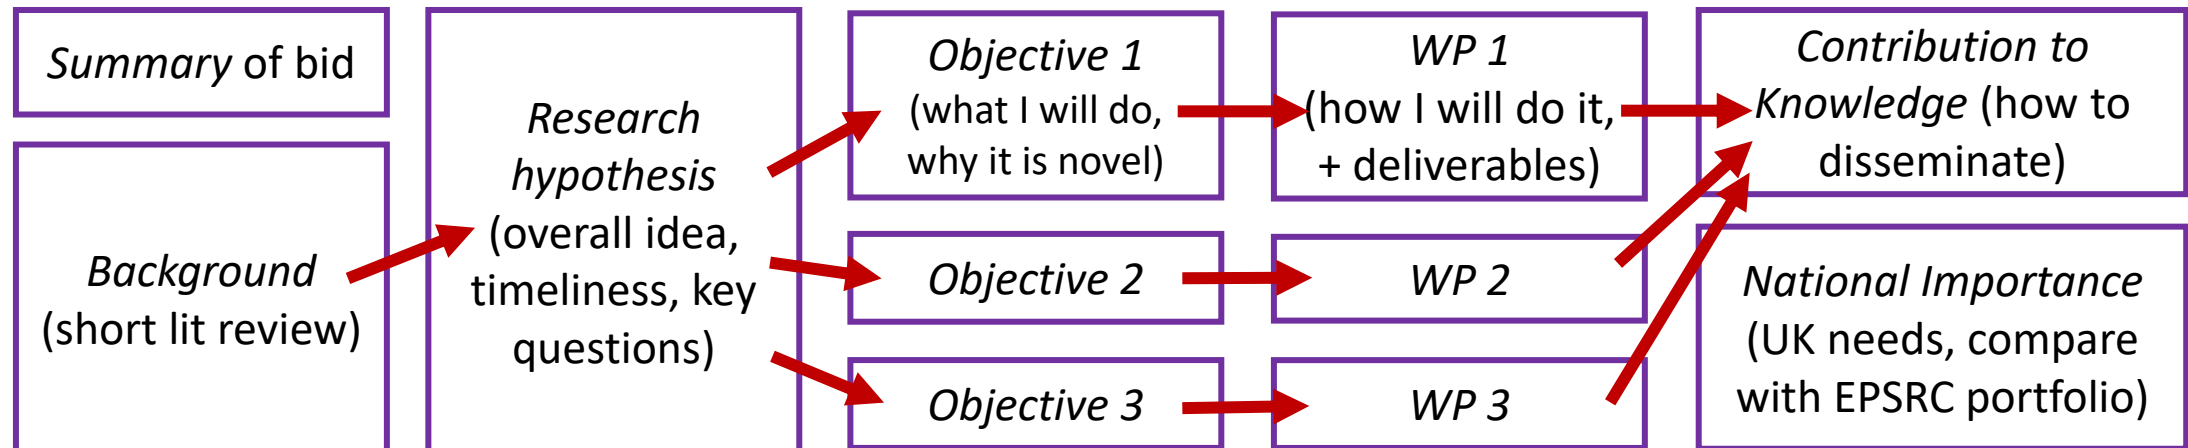 Summary of bid
Background
(short lit review)
Research
hypothesis
(overall idea,
timeliness, key
questions)
Objective 1
(what I will do,
why it is novel)
Objective 2
Objective 3
WP 1
(how I will do it,
+ deliverables)
WP 2
WP 3
Contribution to
Knowledge (how to
disseminate)
National Importance
(UK needs, compare
with EPSRC portfolio)